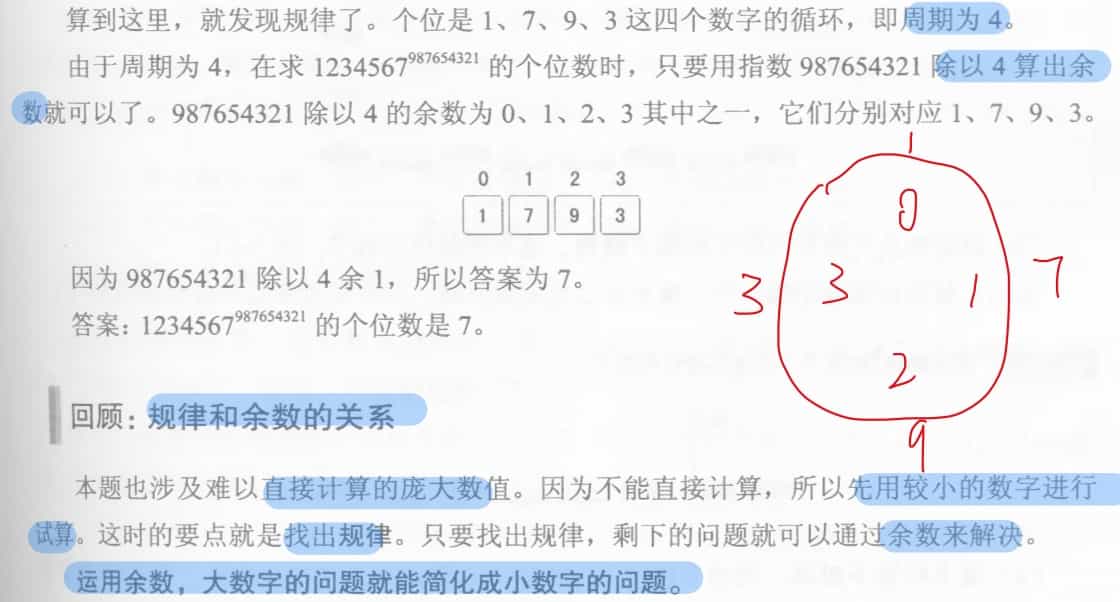 算到这里，就发现规律了。个位是 1、7、9、3 这四个数字的循环，即周期为 4。
由于周期为 4，在求 1234567^987654321 的个位数时，只要用指数 987654321 除以 4 算出余
数就可以了。987654321 除以 4 的余数为 0、1、2、3 其中之一，它们分别对应 1、7、9、3。
0 1 2 3
1 7 9 3
因为 987654321 除以 4 余 1，所以答案为 7。
答案：1234567^987654321 的个位数是 7。
1
0
3 3 1 7
2
9
回顾：规律和余数的关系
本题也涉及难以直接计算的庞大数值。因为不能直接计算，所以先用较小的数字进行
试算。这时的要点就是找出规律。只要找出规律，剩下的问题就可以通过余数来解决。
运用余数，大数字的问题就能简化成小数字的问题。